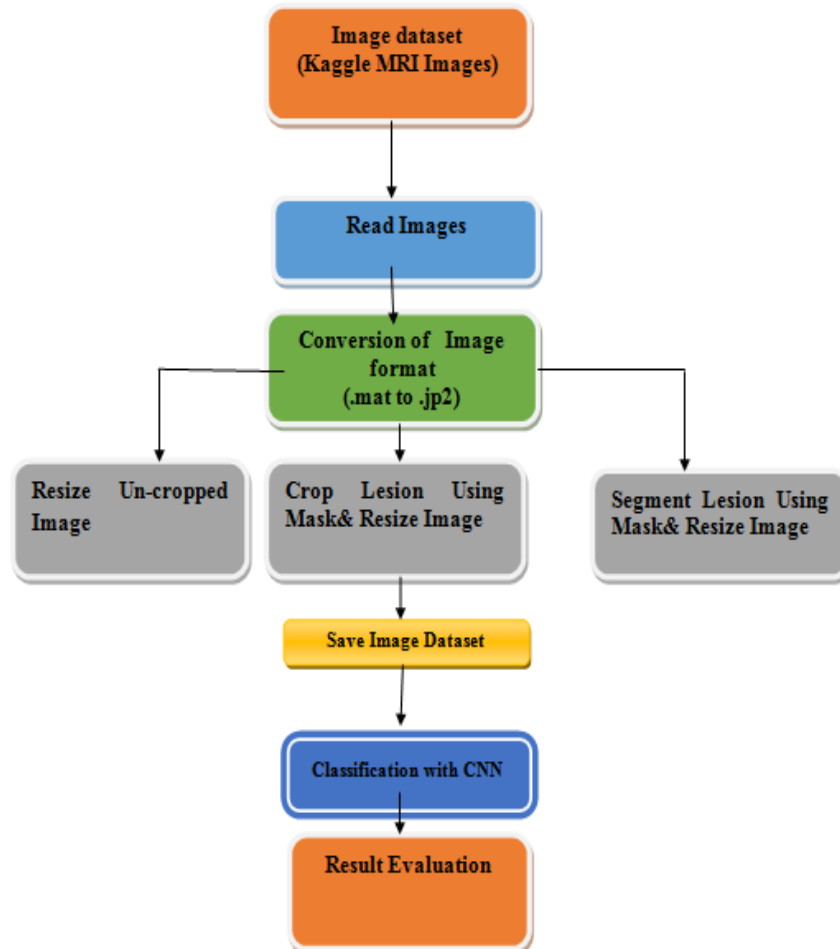 Image dataset
(Kaggle MRI Images)
Read Images
Conversion of Image
format
(.mat to .jp2)
Resize Un-cropped
Image
Crop Lesion Using
Mask& Resize Image
Segment Lesion Using
Mask& Resize Image
Save Image Dataset
Classification with CNN
Result Evaluation